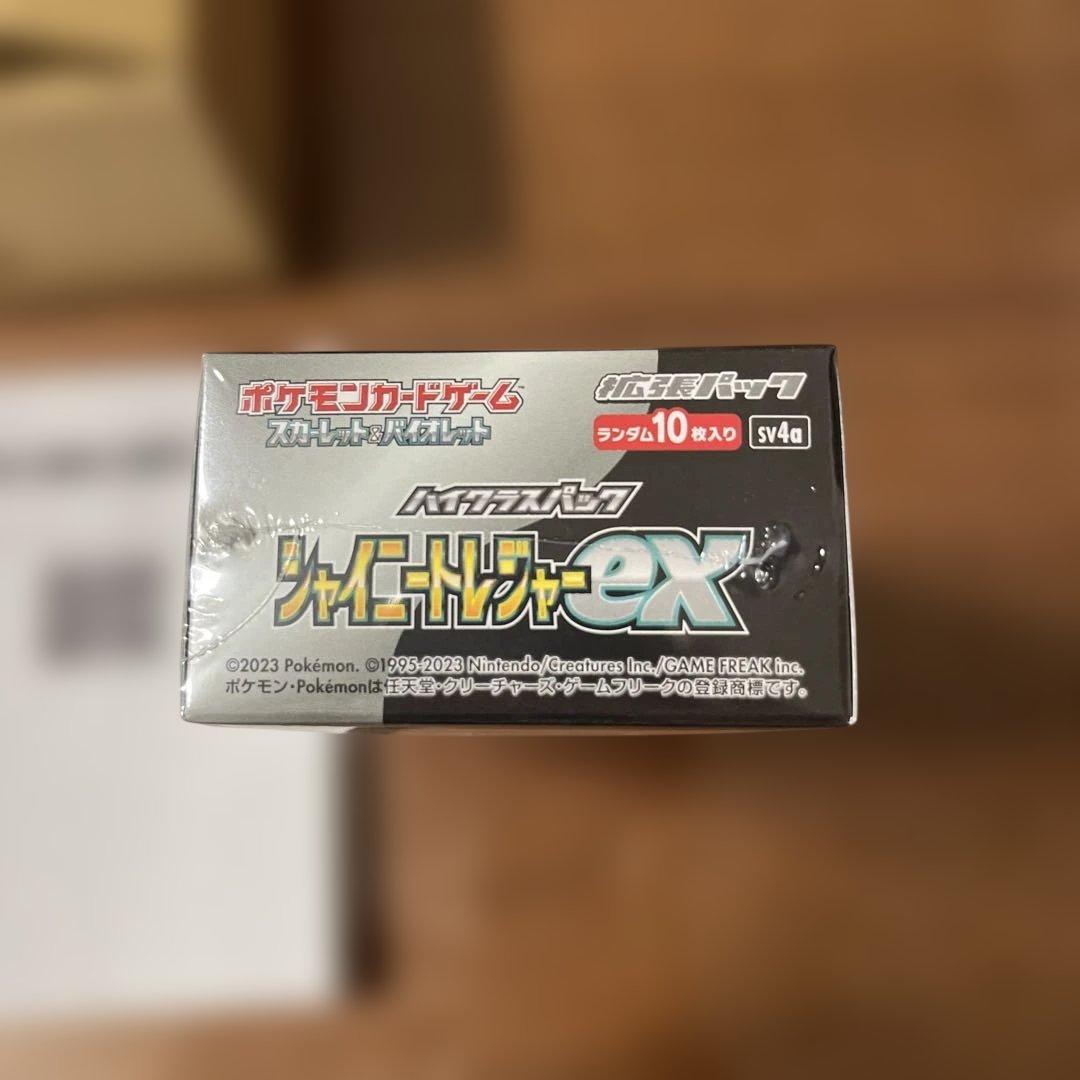 ポケモンカードゲーム™
スカーレット&バイオレット
拡張パック
ランダム10枚入り
SV4a
ハイクラスパック
シャイニートレジャーex
©2023 Pokémon. ©1995-2023 Nintendo/Creatures Inc./GAME FREAK inc.
ポケモン・Pokémonは任天堂・クリーチャーズ・ゲームフリークの登録商標です。